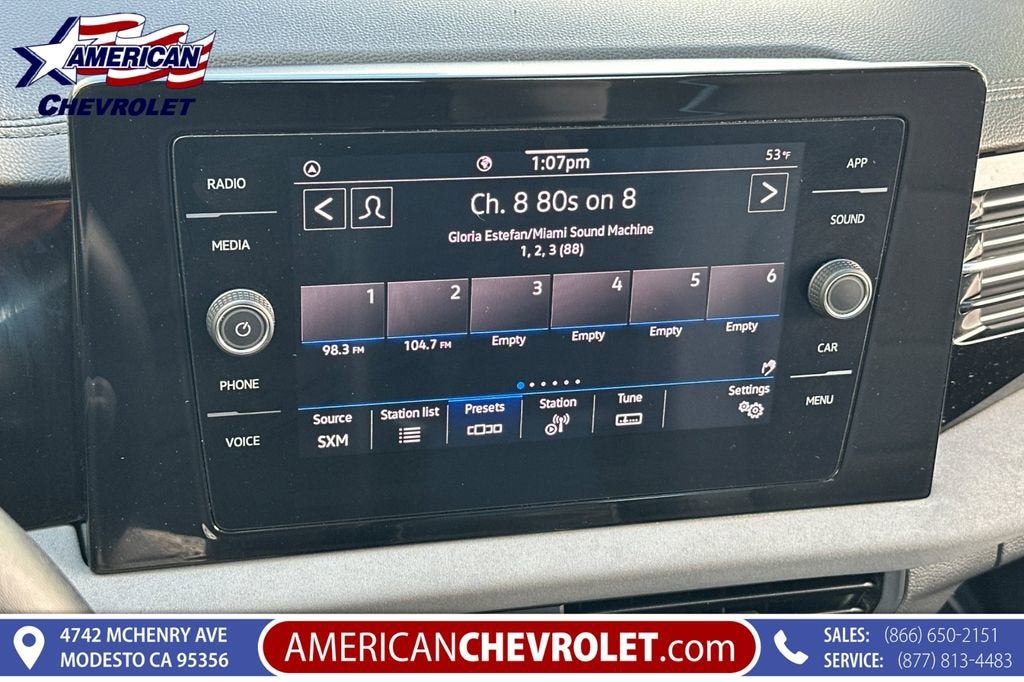 AMERICAN
CHEVROLET
RADIO
MEDIA
PHONE
VOICE
1:07pm
53°F
Ch. 8 80s on 8
Gloria Estefan/Miami Sound Machine
1, 2, 3 (88)
1 2 3 4 5 6
98.3 FM 104.7 FM Empty Empty Empty Empty
Source Station list Presets Station Tune Settings
SXM
APP
SOUND
CAR
MENU
4742 MCHENRY AVE
MODESTO CA 95356
AMERICANCHEVROLET.com
SALES: (866) 650-2151
SERVICE: (877) 813-4483